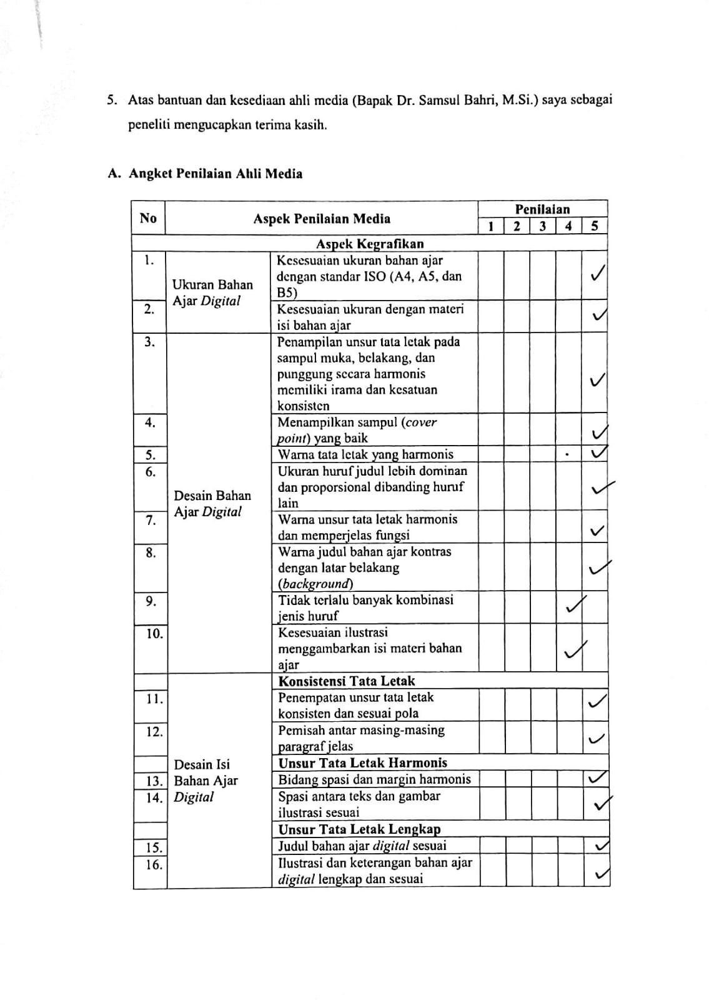 5. Atas bantuan dan kesediaan ahli media (Bapak Dr. Samsul Bahri, M.Si.) saya sebagai
peneliti mengucapkan terima kasih.
A. Angket Penilaian Ahli Media
No
Aspek Penilaian Media
Penilaian
1 2 3 4 5
Aspek Kegrafikan
1.
Ukuran Bahan
Ajar Digital
Kesesuaian ukuran bahan ajar
dengan standar ISO (A4, A5, dan
B5)
✓
2.
Kesesuaian ukuran dengan materi
isi bahan ajar
✓
3.
Desain Bahan
Ajar Digital
Penampilan unsur tata letak pada
sampul muka, belakang, dan
punggung secara harmonis
memiliki irama dan kesatuan
konsisten
✓
4.
Menampilkan sampul (cover
point) yang baik
✓
5.
Warna tata letak yang harmonis
✓
6.
Ukuran huruf judul lebih dominan
dan proporsional dibanding huruf
lain
✓
7.
Warna unsur tata letak harmonis
dan memperjelas fungsi
✓
8.
Warna judul bahan ajar kontras
dengan latar belakang
(background)
✓
9.
Tidak terlalu banyak kombinasi
jenis huruf
✓
10.
Kesesuaian ilustrasi
menggambarkan isi materi bahan
ajar
✓
Desain Isi
Bahan Ajar
Digital
Konsistensi Tata Letak
11.
Penempatan unsur tata letak
konsisten dan sesuai pola
✓
12.
Pemisah antar masing-masing
paragraf jelas
✓
Unsur Tata Letak Harmonis
13.
Bidang spasi dan margin harmonis
✓
14.
Spasi antara teks dan gambar
ilustrasi sesuai
✓
Unsur Tata Letak Lengkap
15.
Judul bahan ajar digital sesuai
✓
16.
Ilustrasi dan keterangan bahan ajar
digital lengkap dan sesuai
✓